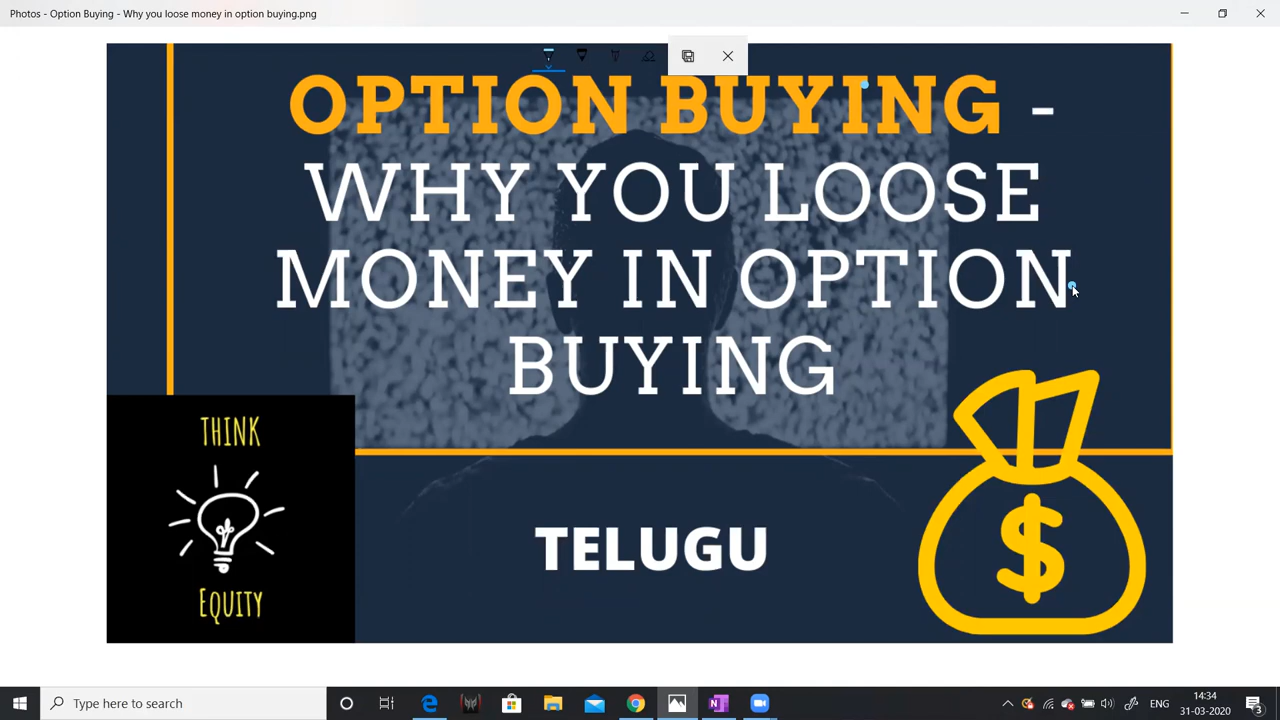 Photos - Option Buying - Why you loose money in option buying.png
OPTION BUYING -
WHY YOU LOOSE
MONEY IN OPTION
BUYING
THINK
EQUITY
TELUGU
$
Type here to search
ENG
14:34
31-03-2020
3